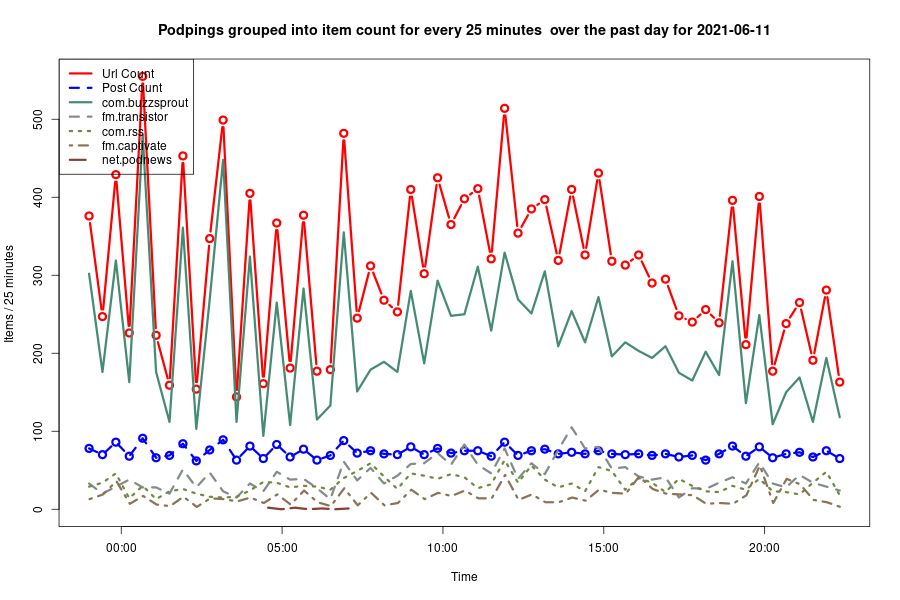 Podpings grouped into item count for every 25 minutes  over the past day for 2021-06-11
Url Count
Post Count
com.buzzsprout
fm.transistor
com.rss
fm.captivate
net.podnews
500
400
300
200
100
0
Items / 25 minutes
00:00
05:00
10:00
15:00
20:00
Time